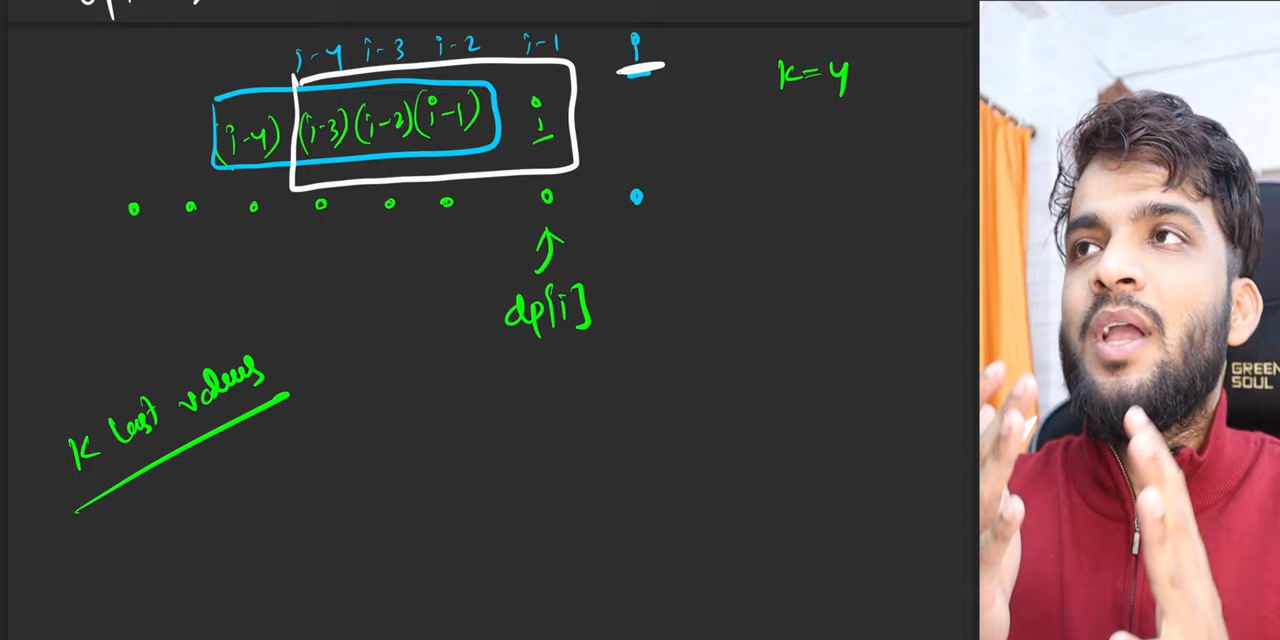 i-4 i-3 i-2 i-1 i
K=4
(i-4) (i-3) (i-2) (i-1) i
dp[i]
K last values
GREEN
SOUL